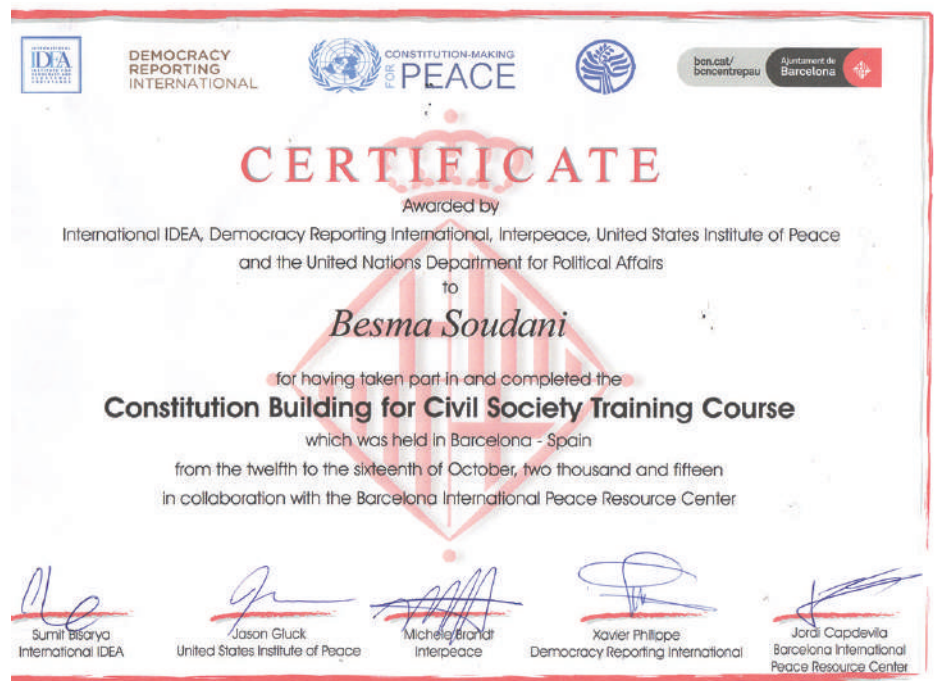 IDEA
DEMOCRACY
REPORTING
INTERNATIONAL
CONSTITUTION-MAKING
FOR PEACE
bcn.cat/
bcncentrepau
Ajuntament de
Barcelona
CERTIFICATE
Awarded by
International IDEA, Democracy Reporting International, Interpeace, United States Institute of Peace
and the United Nations Department for Political Affairs
to
Besma Soudani
for having taken part in and completed the
Constitution Building for Civil Society Training Course
which was held in Barcelona - Spain
from the twelfth to the sixteenth of October, two thousand and fifteen
in collaboration with the Barcelona International Peace Resource Center
Sumit Bisarya
International IDEA
Jason Gluck
United States Institute of Peace
Michele Brandt
Interpeace
Xavier Philippe
Democracy Reporting International
Jordi Capdevila
Barcelona International
Peace Resource Center